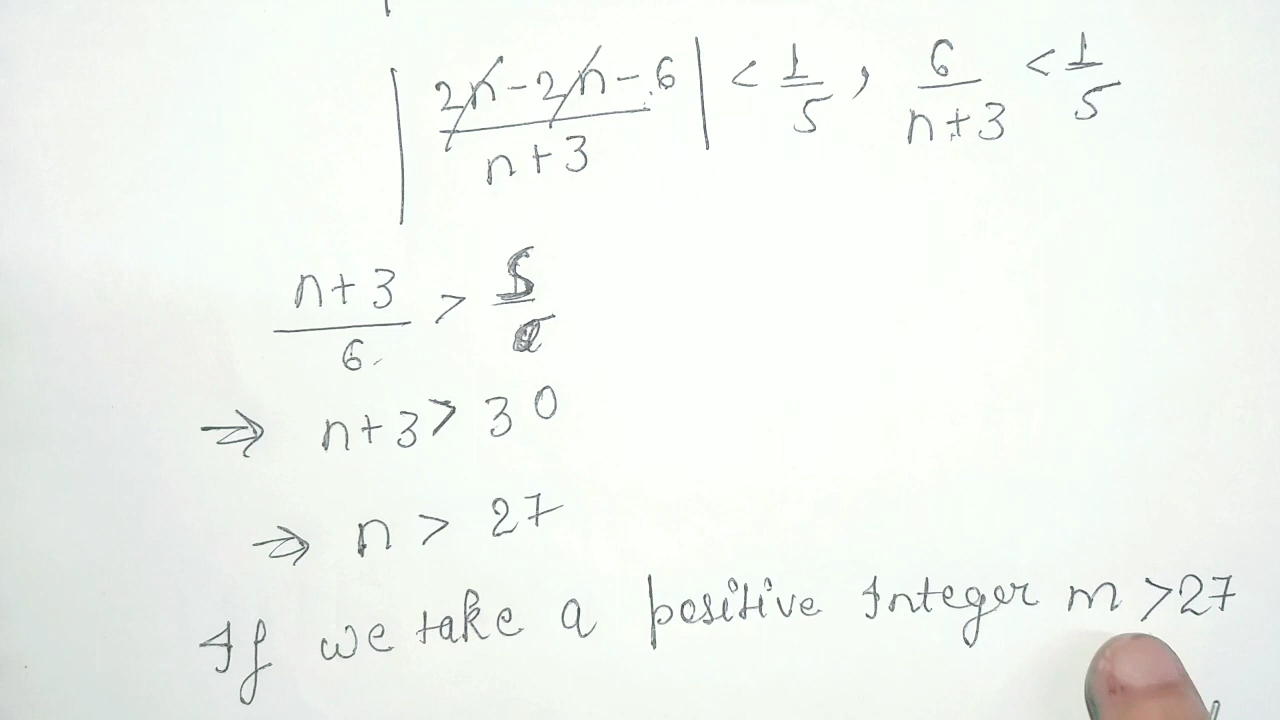 | (2n - 2n - 6)/(n + 3) | < 1/5 , 6/(n+3) < 1/5
(n+3)/6 >
⇒ n+3 > 30
⇒ n > 27
If we take a positive Integer m > 27